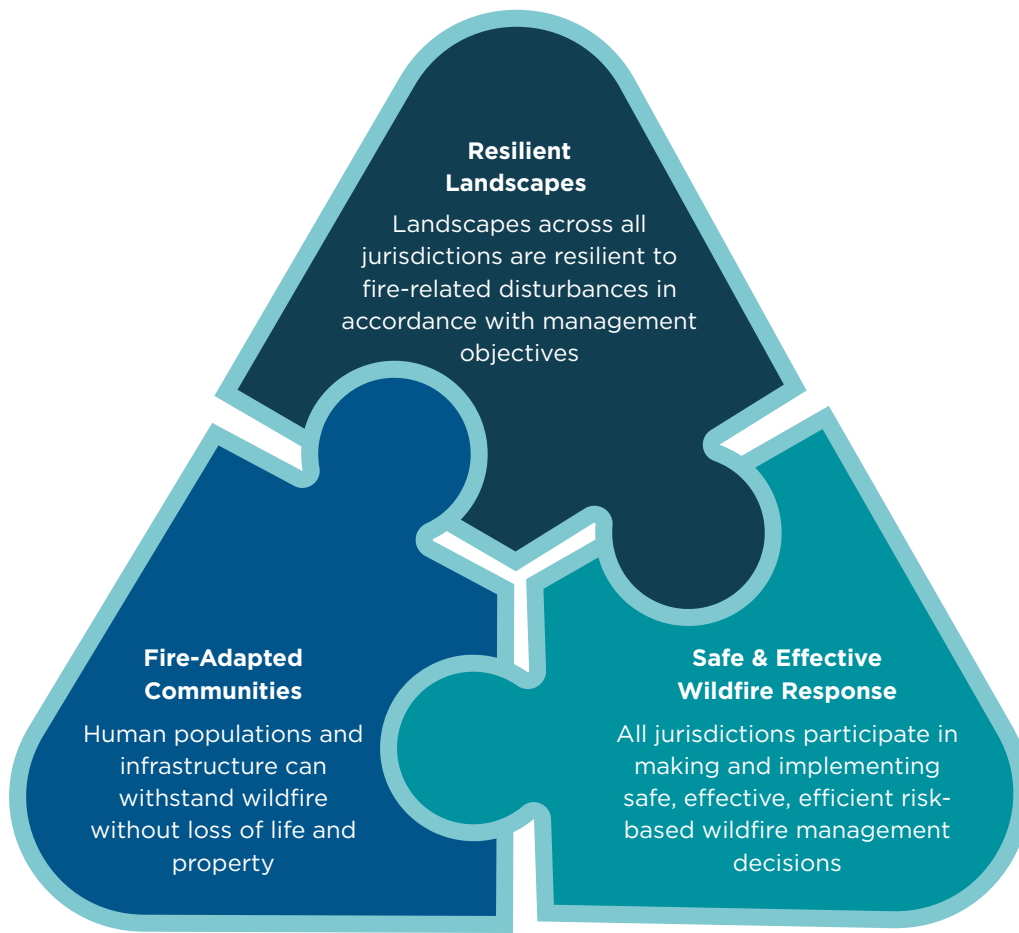 Resilient
Landscapes
Landscapes across all
jurisdictions are resilient to
fire-related disturbances in
accordance with management
objectives
Fire-Adapted
Communities
Human populations and
infrastructure can
withstand wildfire
without loss of life and
property
Safe & Effective
Wildfire Response
All jurisdictions participate in
making and implementing
safe, effective, efficient risk-
based wildfire management
decisions